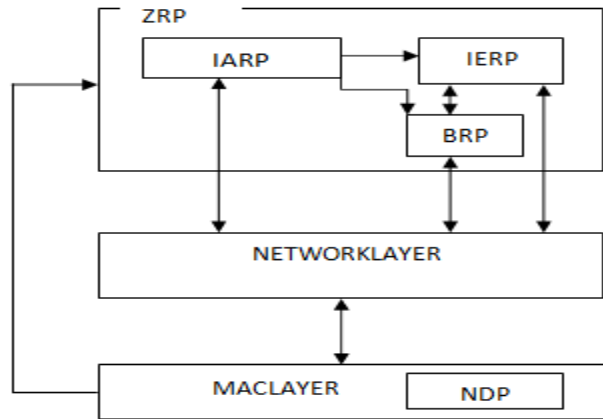 ZRP
IARP
IERP
BRP
NETWORKLAYER
MACLAYER
NDP